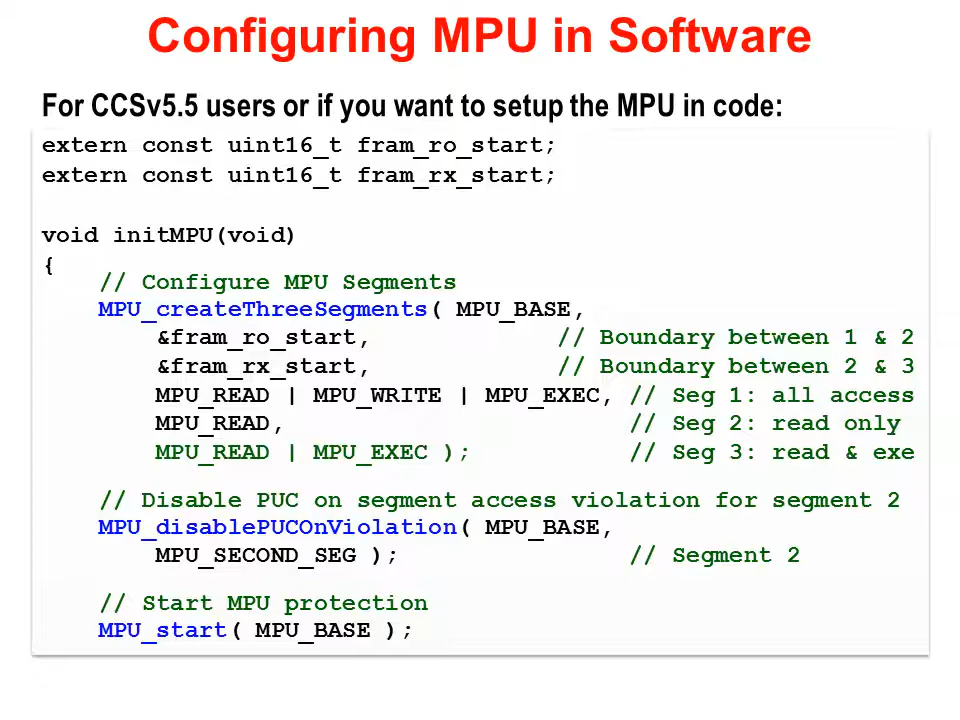 Configuring MPU in Software
For CCSv5.5 users or if you want to setup the MPU in code:
extern const uint16_t fram_ro_start;
extern const uint16_t fram_rx_start;
void initMPU(void)
{
// Configure MPU Segments
MPU_createThreeSegments( MPU_BASE,
&fram_ro_start, // Boundary between 1 & 2
&fram_rx_start, // Boundary between 2 & 3
MPU_READ | MPU_WRITE | MPU_EXEC, // Seg 1: all access
MPU_READ, // Seg 2: read only
MPU_READ | MPU_EXEC ); // Seg 3: read & exe
// Disable PUC on segment access violation for segment 2
MPU_disablePUCOnViolation( MPU_BASE,
MPU_SECOND_SEG ); // Segment 2
// Start MPU protection
MPU_start( MPU_BASE );